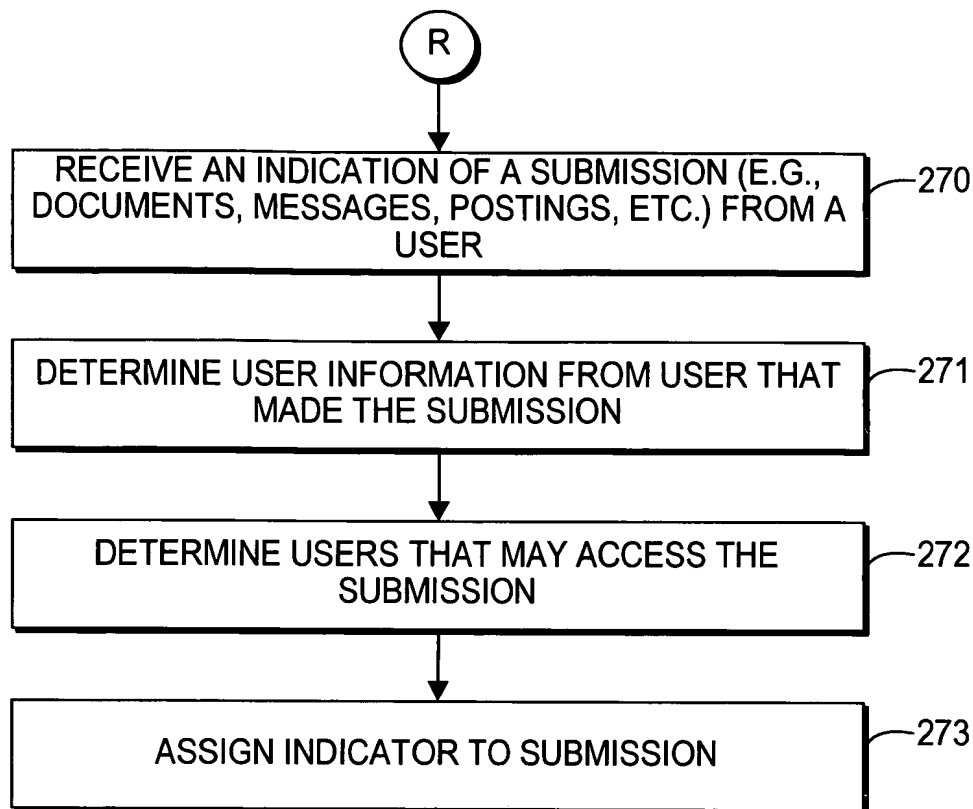 R
RECEIVE AN INDICATION OF A SUBMISSION (E.G.,
DOCUMENTS, MESSAGES, POSTINGS, ETC.) FROM A
USER
270
DETERMINE USER INFORMATION FROM USER THAT
MADE THE SUBMISSION
271
DETERMINE USERS THAT MAY ACCESS THE
SUBMISSION
272
ASSIGN INDICATOR TO SUBMISSION
273